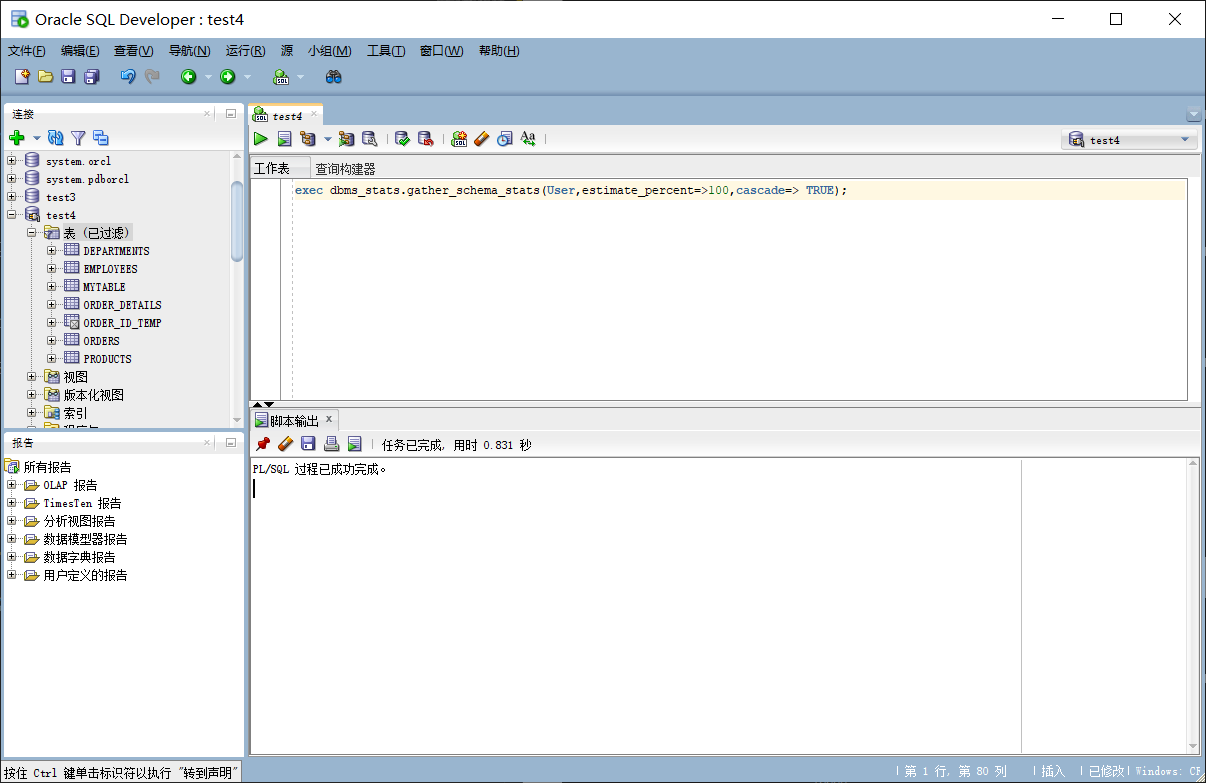 Oracle SQL Developer : test4
文件(F) 编辑(E) 查看(V) 导航(N) 运行(R) 源 小组(M) 工具(T) 窗口(W) 帮助(H)
连接
system.orcl
system.pdborcl
test3
test4
表 (已过滤)
DEPARTMENTS
EMPLOYEES
MYTABLE
ORDER_DETAILS
ORDER_ID_TEMP
ORDERS
PRODUCTS
视图
版本化视图
索引
报告
所有报告
OLAP 报告
TimesTen 报告
分析视图报告
数据模型器报告
数据字典报告
用户定义的报告
test4
test4
工作表 查询构建器
exec dbms_stats.gather_schema_stats(User,estimate_percent=>100,cascade=> TRUE);
脚本输出
任务已完成, 用时 0.831 秒
PL/SQL 过程已成功完成。
按住 Ctrl 键单击标识符以执行 "转到声明"
第 1 行, 第 80 列 插入 已修改 Windows: CR